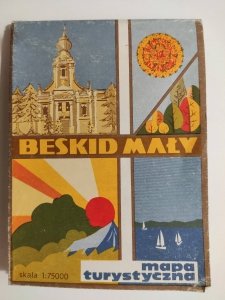 BESKID MAŁY
skala 1:75000
mapa
turystyczna